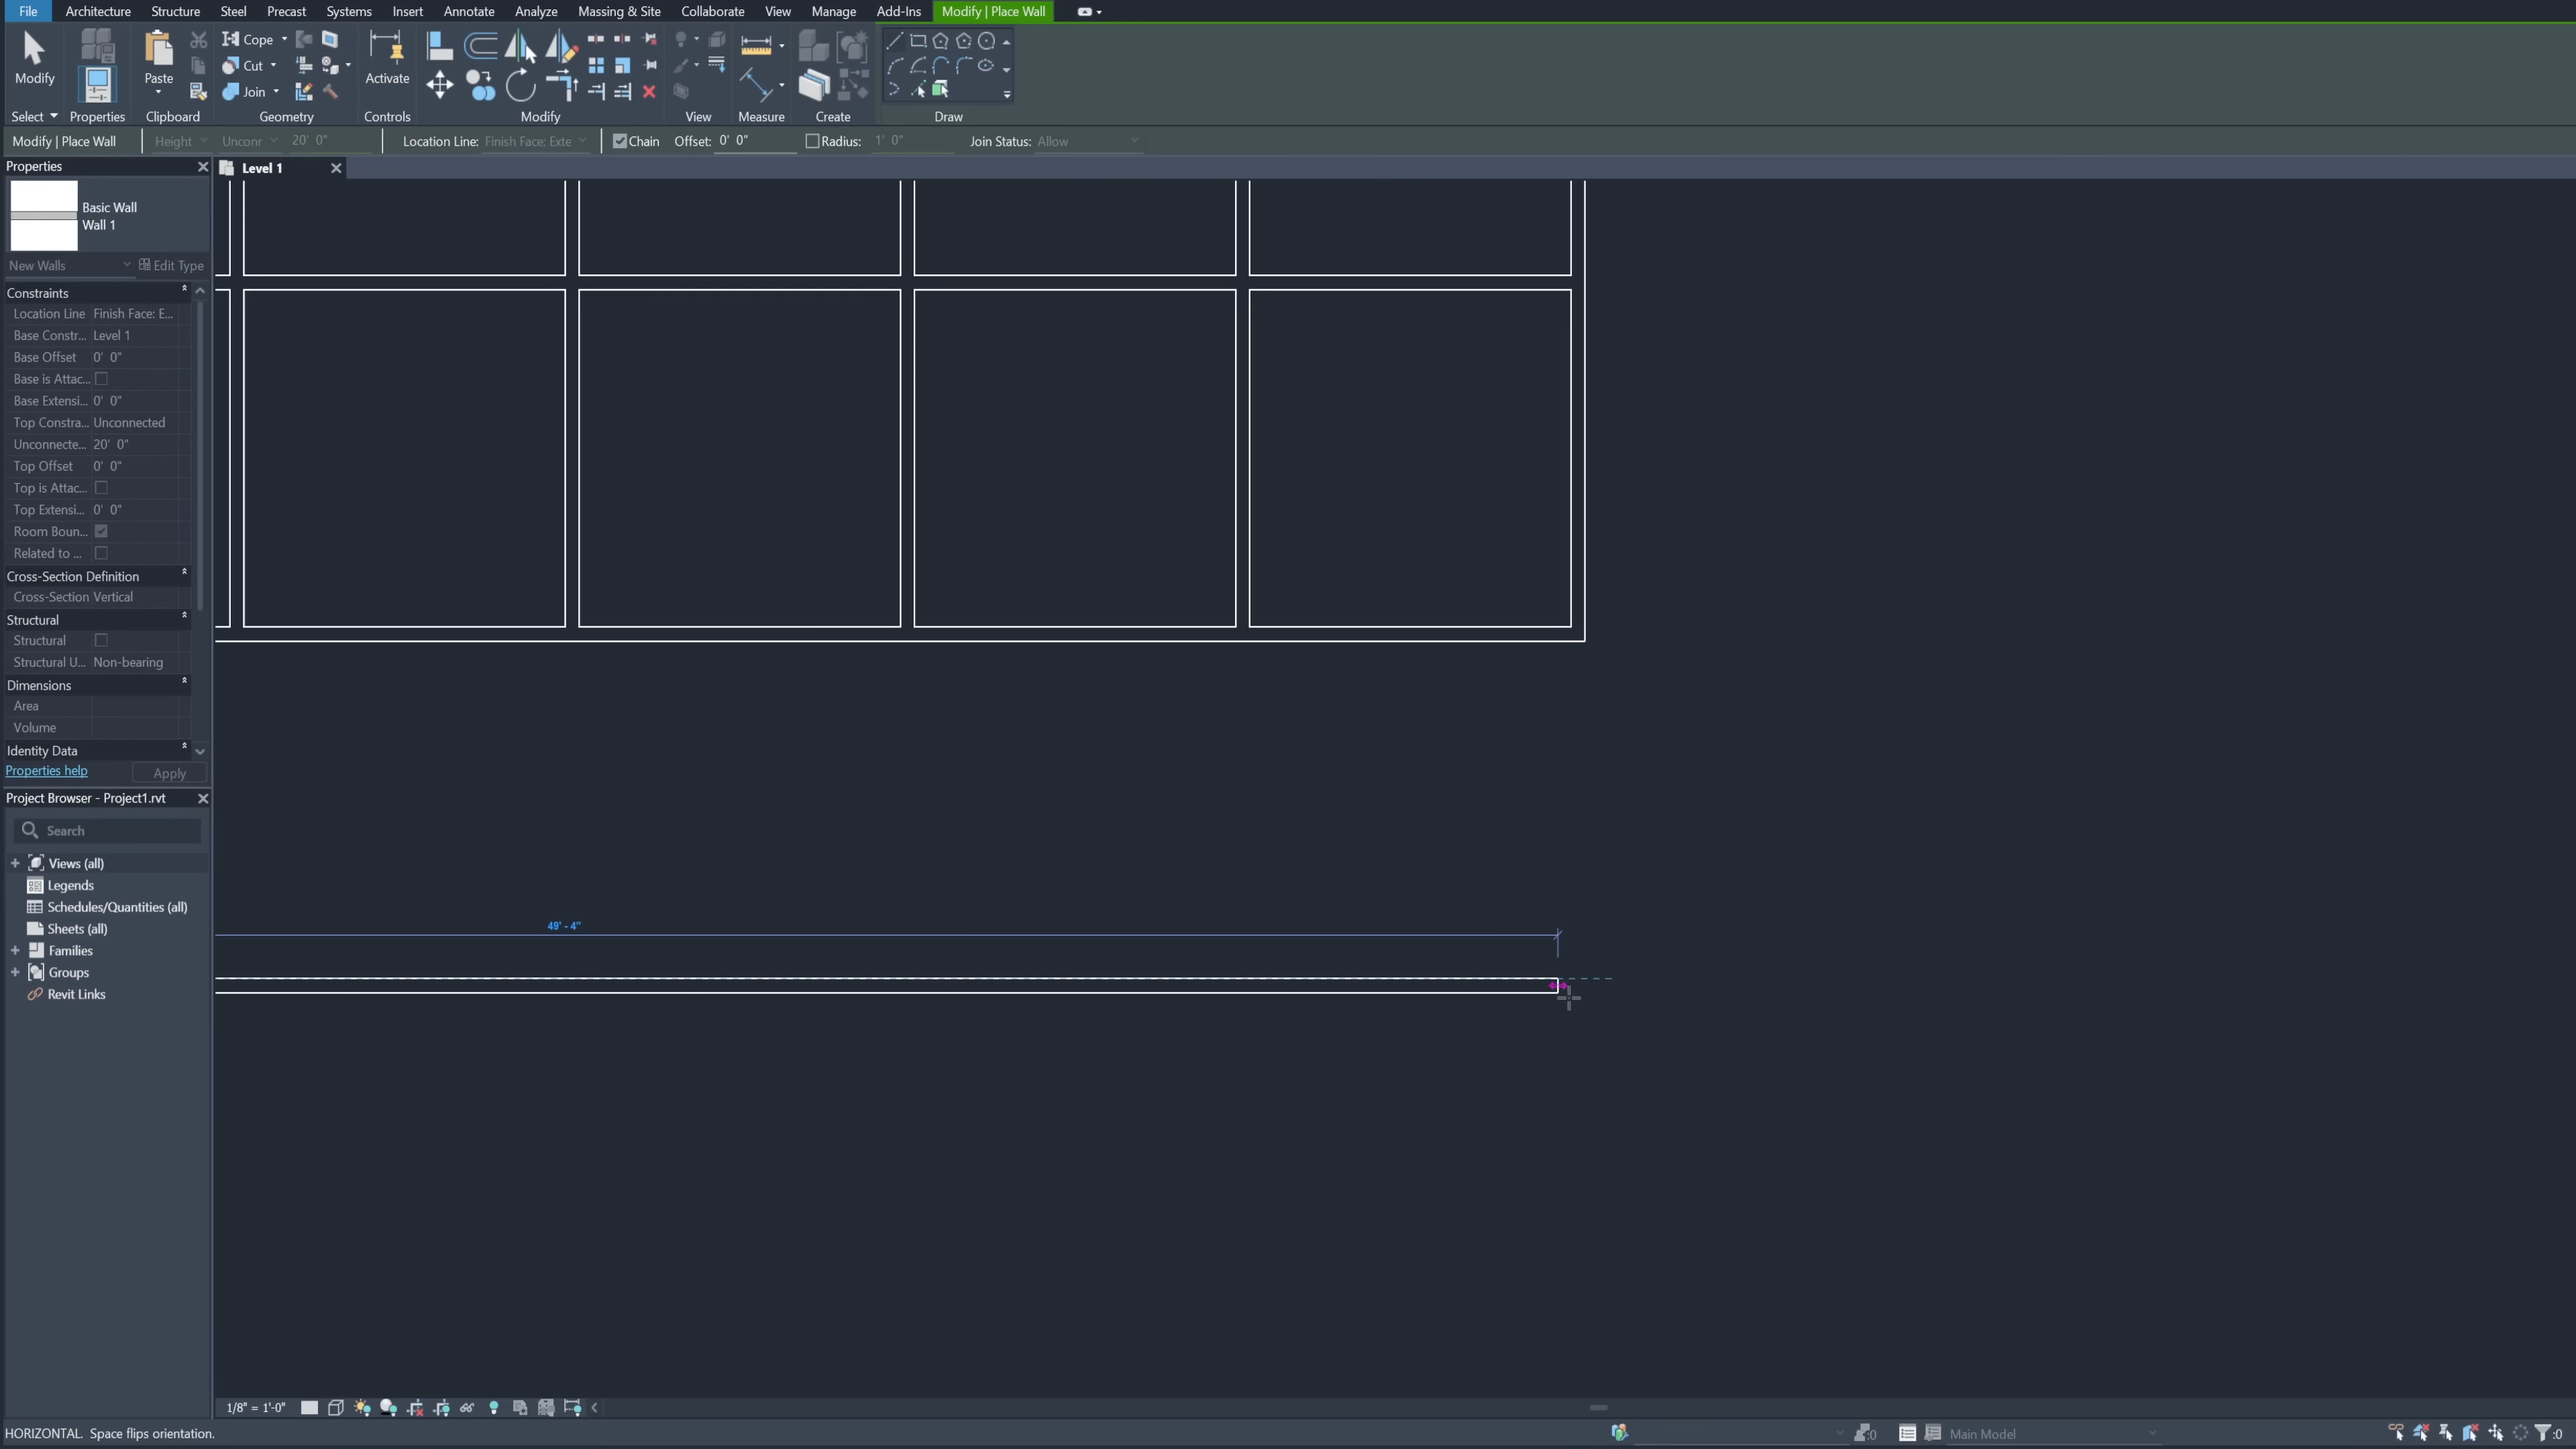 File Architecture Structure Steel Precast Systems Insert Annotate Analyze Massing & Site Collaborate View Manage Add-Ins Modify | Place Wall
Cope
Cut
Join
Modify
Paste
Activate
Select Properties Clipboard Geometry Controls Modify View Measure Create Draw
Modify | Place Wall Height Unconr 20' 0" Location Line: Finish Face: Exte Chain Offset: 0' 0" Radius: 1' 0" Join Status: Allow
Properties
Level 1
Basic Wall
Wall 1
New Walls Edit Type
Constraints
Location Line Finish Face: E...
Base Constr... Level 1
Base Offset 0' 0"
Base is Attac...
Base Extensi... 0' 0"
Top Constra... Unconnected
Unconnecte... 20' 0"
Top Offset 0' 0"
Top is Attac...
Top Extensi... 0' 0"
Room Boun...
Related to ...
Cross-Section Definition
Cross-Section Vertical
Structural
Structural
Structural U... Non-bearing
Dimensions
Area
Volume
Identity Data
Properties help Apply
Project Browser - Project1.rvt
Search
Views (all)
Legends
Schedules/Quantities (all)
Sheets (all)
Families
Groups
Revit Links
49' - 4"
1/8" = 1'-0"
HORIZONTAL. Space flips orientation.
:0
Main Model
:0